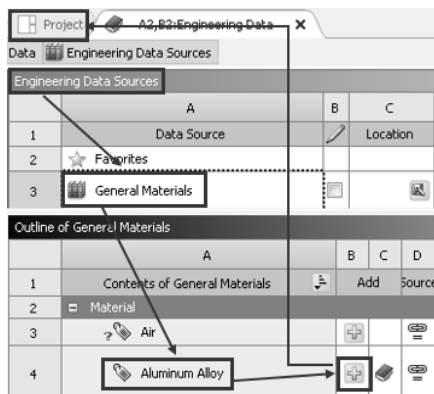 Project A2,B2:Engineering Data x
Data Engineering Data Sources
Engineering Data Sources
A B C
1 Data Source Location
2 Favorites
3 General Materials
Outline of General Materials
A B C D
1 Contents of General Materials Add Source
2 Material
3 ? Air
4 Aluminum Alloy